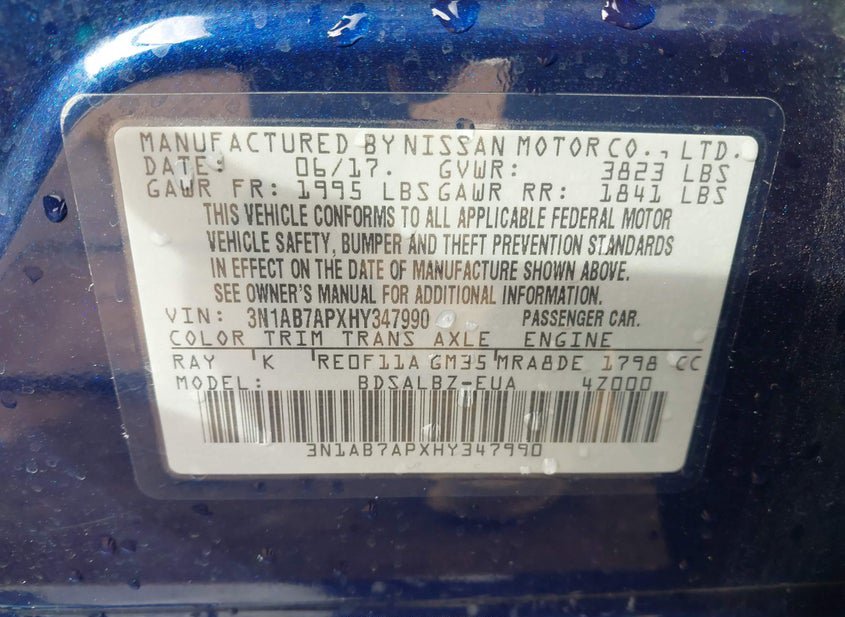 MANUFACTURED BY NISSAN MOTOR CO., LTD.
DATE: 06/17. GVWR: 3823 LBS
GAWR FR: 1995 LBS GAWR RR: 1841 LBS
THIS VEHICLE CONFORMS TO ALL APPLICABLE FEDERAL MOTOR
VEHICLE SAFETY, BUMPER AND THEFT PREVENTION STANDARDS
IN EFFECT ON THE DATE OF MANUFACTURE SHOWN ABOVE.
SEE OWNER'S MANUAL FOR ADDITIONAL INFORMATION.
VIN: 3N1AB7APXHY347990 PASSENGER CAR.
COLOR TRIM TRANS AXLE ENGINE
RAY K RE0F11A GM35 MRA8DE 1798 CC
MODEL: BDSALBZ-EUA 4Z000
3N1AB7APXHY347990